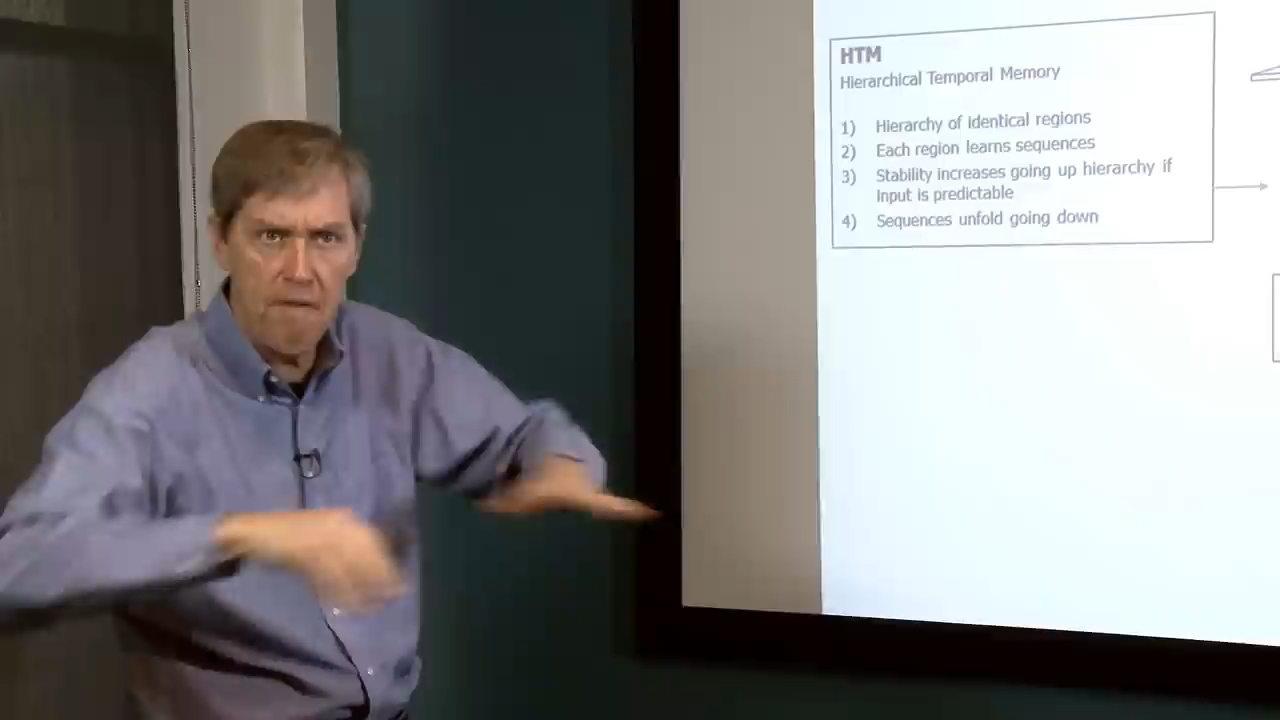 HTM
Hierarchical Temporal Memory
1) Hierarchy of identical regions
2) Each region learns sequences
3) Stability increases going up hierarchy if
Input is predictable
4) Sequences unfold going down